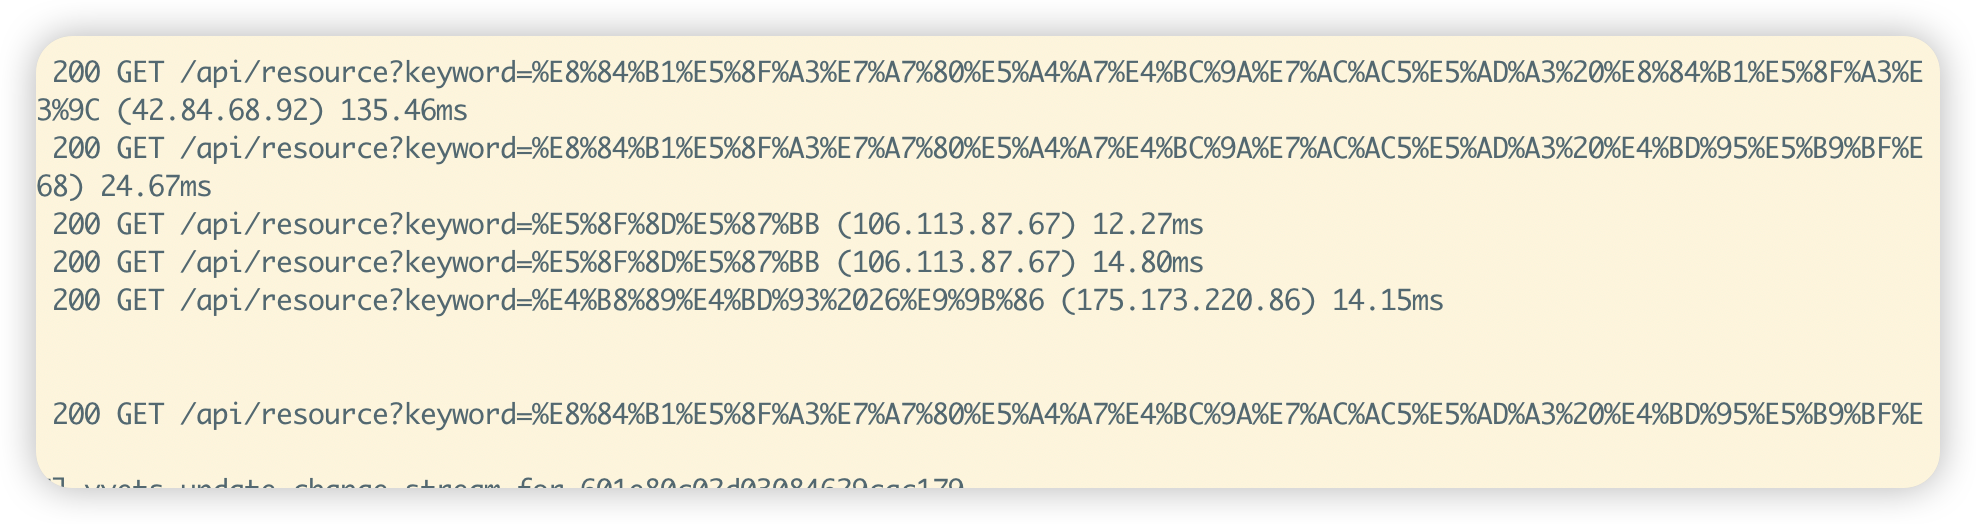 200 GET /api/resource?keyword=%E8%84%B1%E5%8F%A3%E7%A7%80%E5%A4%A7%E4%BC%9A%E7%AC%AC5%E5%AD%A3%20%E8%84%B1%E5%8F%A3%E
3%9C (42.84.68.92) 135.46ms
200 GET /api/resource?keyword=%E8%84%B1%E5%8F%A3%E7%A7%80%E5%A4%A7%E4%BC%9A%E7%AC%AC5%E5%AD%A3%20%E4%BD%95%E5%B9%BF%E
68) 24.67ms
200 GET /api/resource?keyword=%E5%8F%8D%E5%87%BB (106.113.87.67) 12.27ms
200 GET /api/resource?keyword=%E5%8F%8D%E5%87%BB (106.113.87.67) 14.80ms
200 GET /api/resource?keyword=%E4%B8%89%E4%BD%93%2026%E9%9B%86 (175.173.220.86) 14.15ms
200 GET /api/resource?keyword=%E8%84%B1%E5%8F%A3%E7%A7%80%E5%A4%A7%E4%BC%9A%E7%AC%AC5%E5%AD%A3%20%E4%BD%95%E5%B9%BF%E
yyets update change stream for